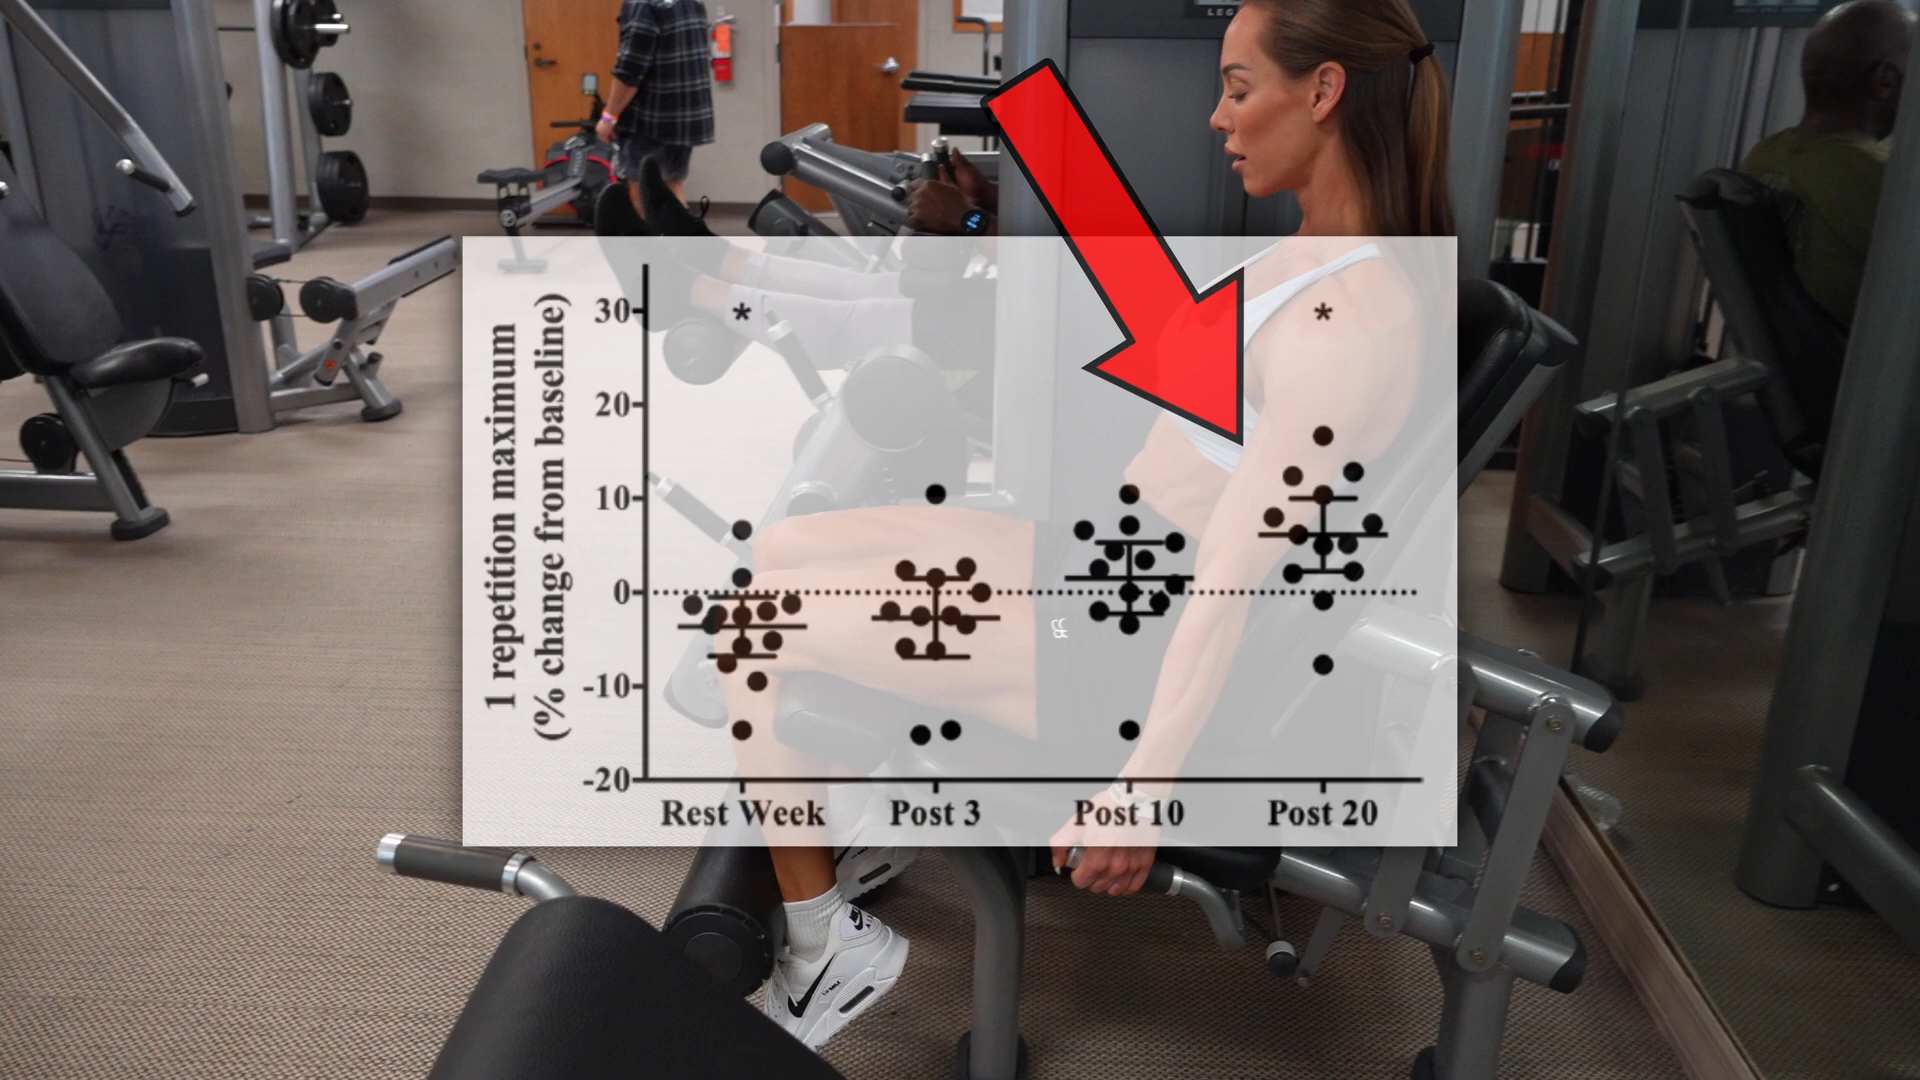 LEG
1 repetition maximum
(% change from baseline)
30
20
10
0
-10
-20
*
*
Rest Week Post 3 Post 10 Post 20